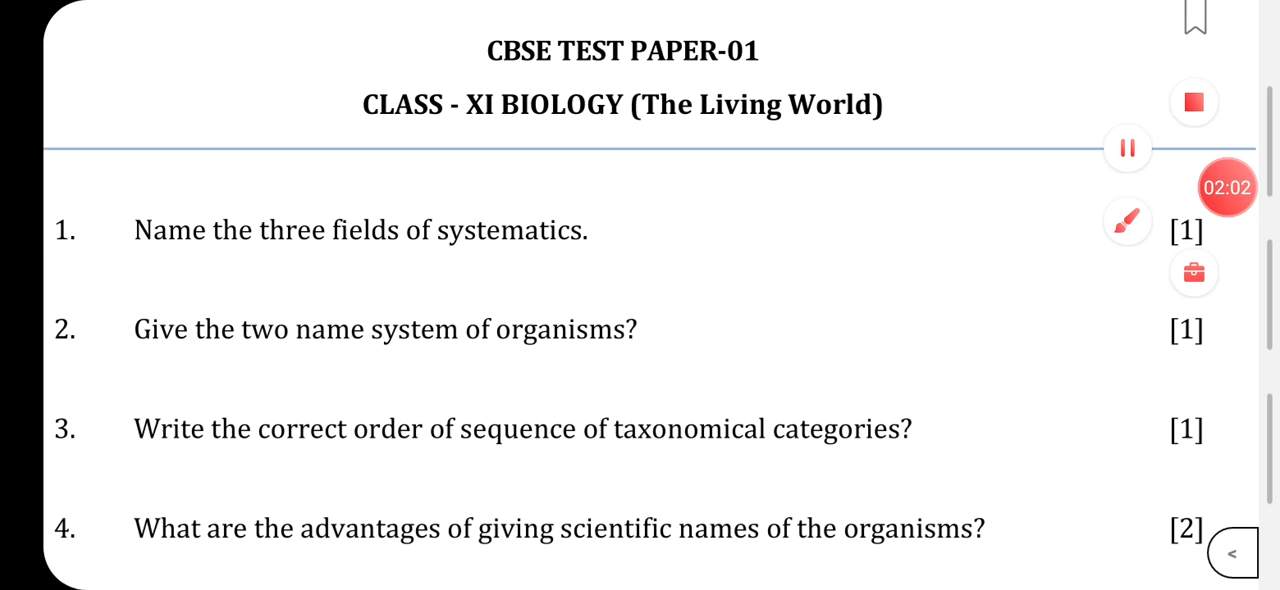 CBSE TEST PAPER-01
CLASS - XI BIOLOGY (The Living World)
02:02
1. Name the three fields of systematics. [1]
2. Give the two name system of organisms? [1]
3. Write the correct order of sequence of taxonomical categories? [1]
4. What are the advantages of giving scientific names of the organisms? [2]
<